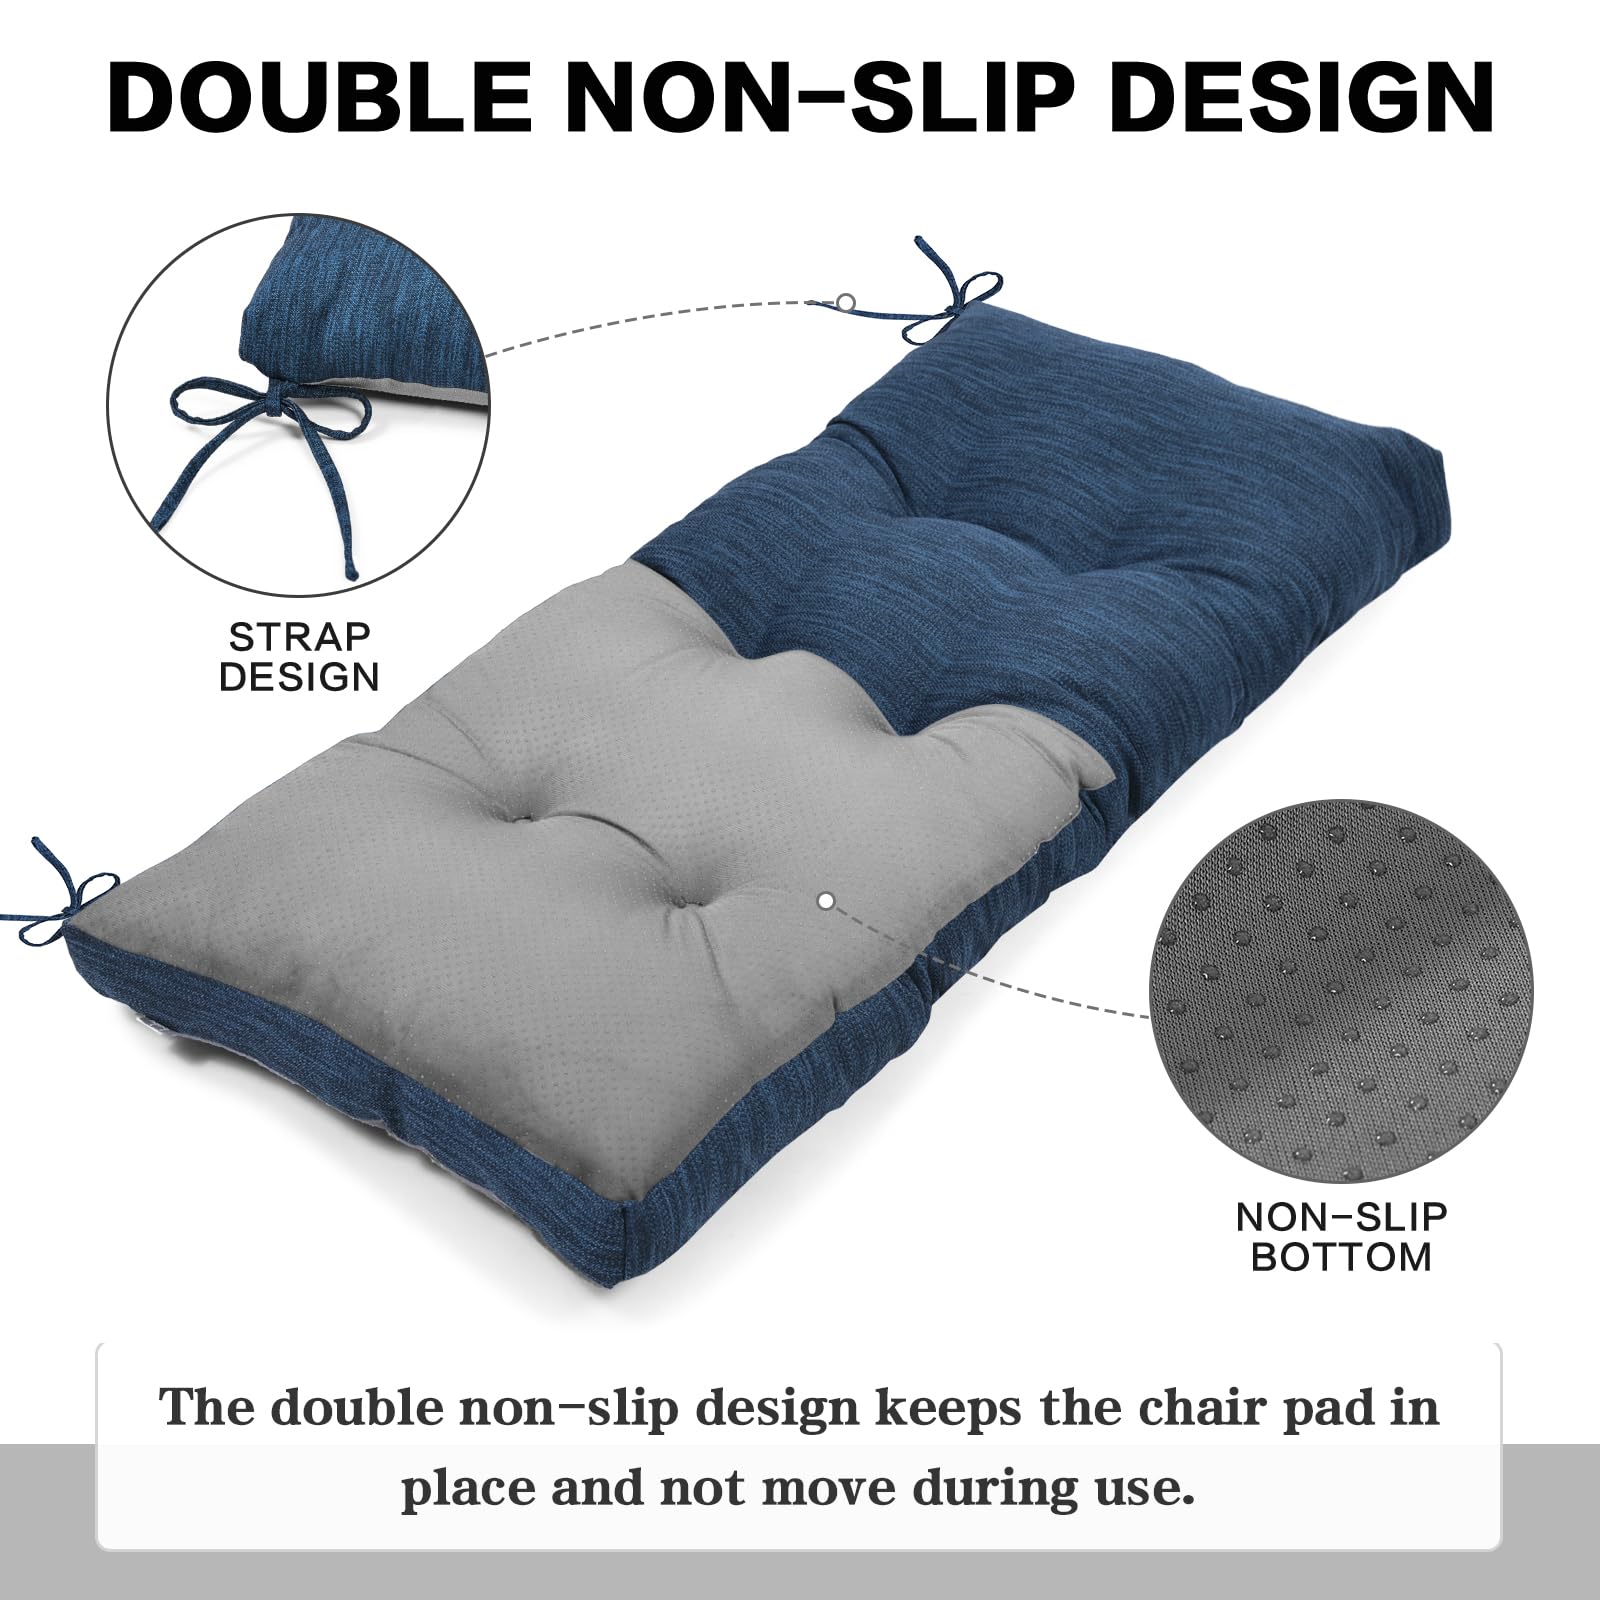 DOUBLE NON-SLIP DESIGN
STRAP
DESIGN
NON-SLIP
BOTTOM
The double non-slip design keeps the chair pad in
place and not move during use.